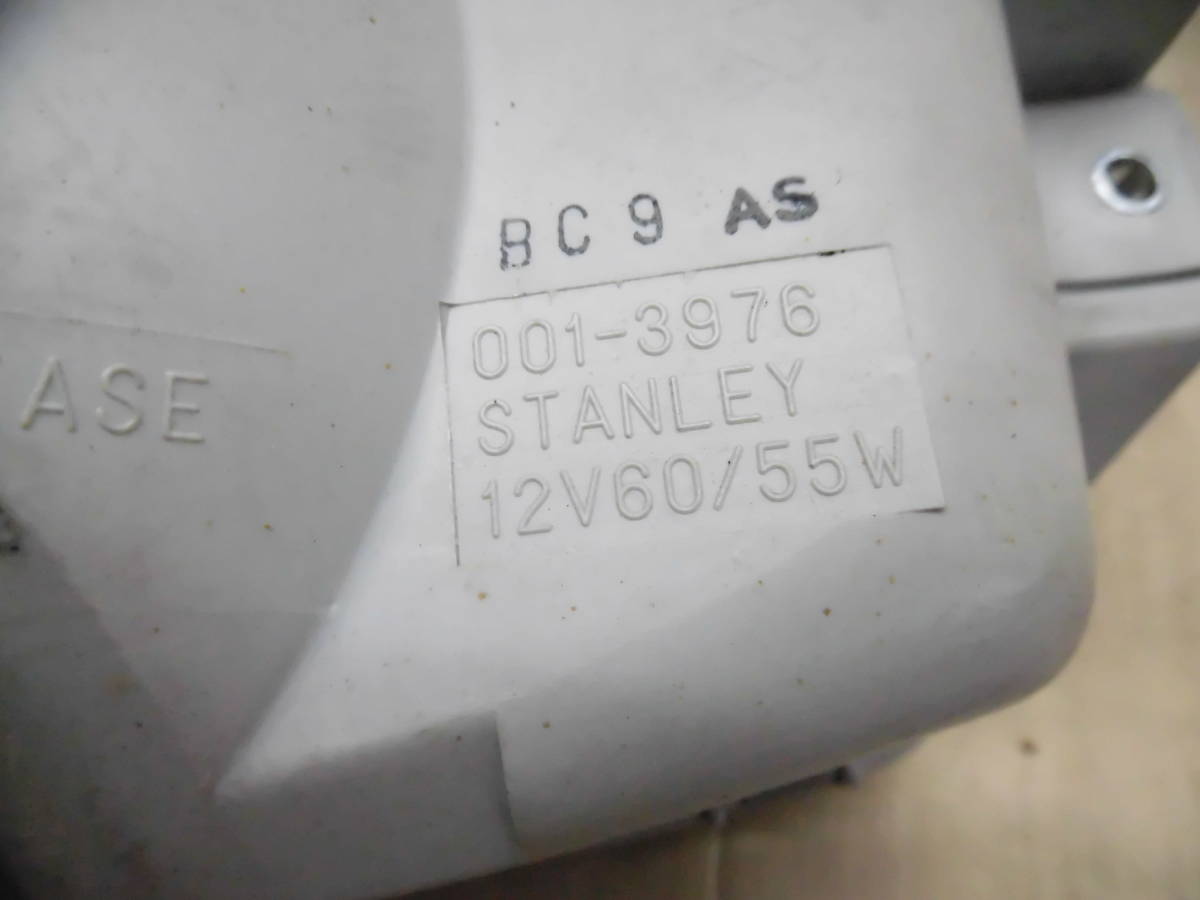 BC9 AS
001-3976
STANLEY
12V60/55W
ASE